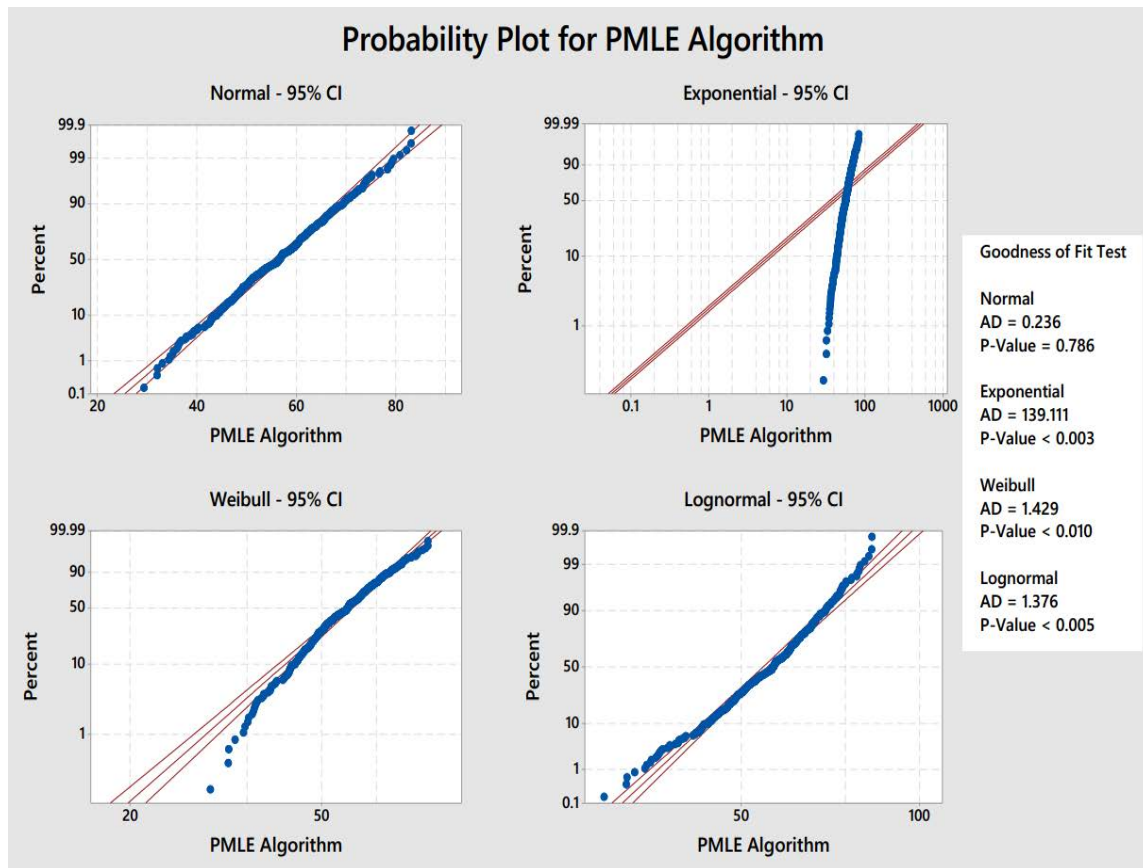 Probability Plot for PMLE Algorithm
Normal - 95% CI
99.9
99
90
50
10
1
0.1
20 40 60 80
Percent
PMLE Algorithm
Exponential - 95% CI
99.99
90
50
10
1
0.1 1 10 100 1000
Percent
PMLE Algorithm
Weibull - 95% CI
99.99
90
50
10
1
20 50
Percent
PMLE Algorithm
Lognormal - 95% CI
99.9
99
90
50
10
1
0.1
50 100
Percent
PMLE Algorithm
Goodness of Fit Test
Normal
AD = 0.236
P-Value = 0.786
Exponential
AD = 139.111
P-Value < 0.003
Weibull
AD = 1.429
P-Value < 0.010
Lognormal
AD = 1.376
P-Value < 0.005